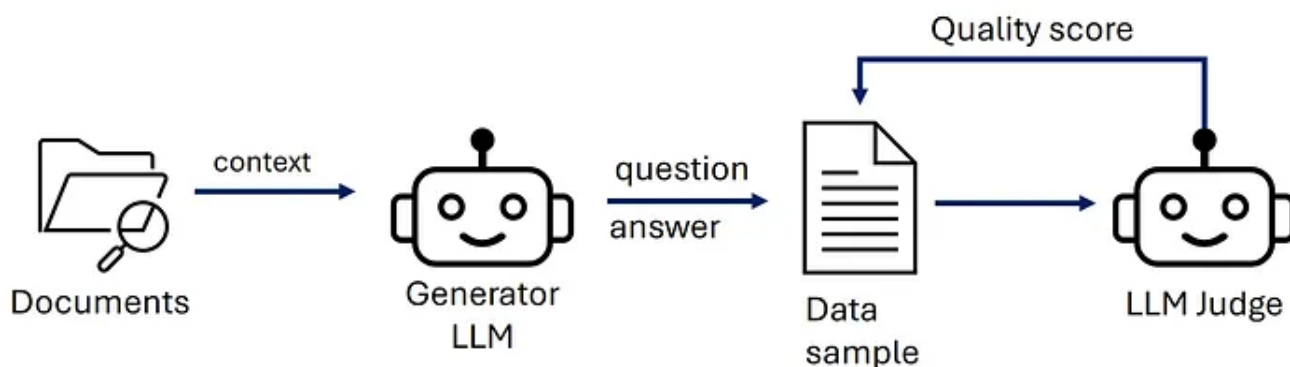 Quality score
context
question
answer
Documents
Generator
LLM
Data
sample
LLM Judge